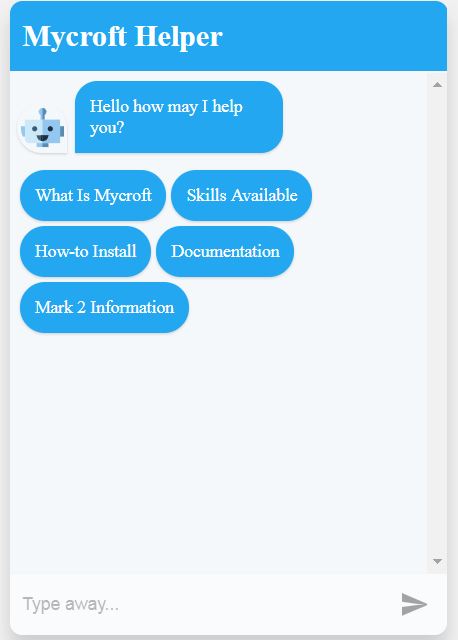 Mycroft Helper
Hello how may I help
you?
What Is Mycroft
Skills Available
How-to Install
Documentation
Mark 2 Information
Type away...